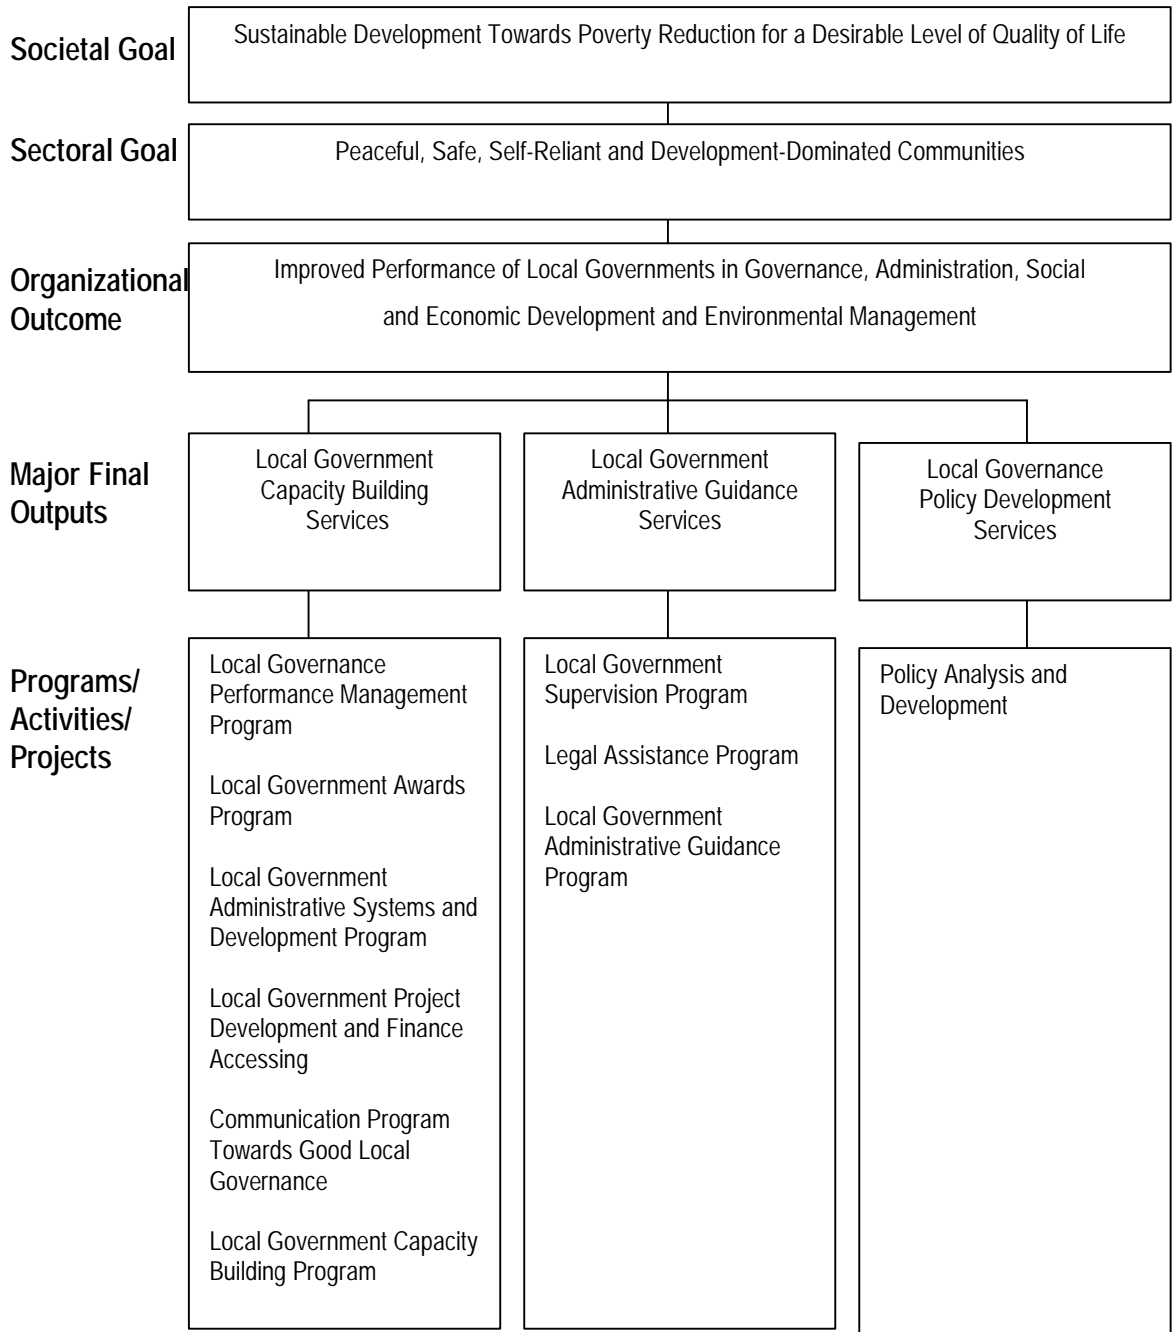 Societal Goal
Sustainable Development Towards Poverty Reduction for a Desirable Level of Quality of Life
Sectoral Goal
Peaceful, Safe, Self-Reliant and Development-Dominated Communities
Organizational
Outcome
Improved Performance of Local Governments in Governance, Administration, Social
and Economic Development and Environmental Management
Major Final
Outputs
Local Government
Capacity Building
Services
Local Government
Administrative Guidance
Services
Local Governance
Policy Development
Services
Programs/
Activities/
Projects
Local Governance
Performance Management
Program
Local Government Awards
Program
Local Government
Administrative Systems and
Development Program
Local Government Project
Development and Finance
Accessing
Communication Program
Towards Good Local
Governance
Local Government Capacity
Building Program
Local Government
Supervision Program
Legal Assistance Program
Local Government
Administrative Guidance
Program
Policy Analysis and
Development